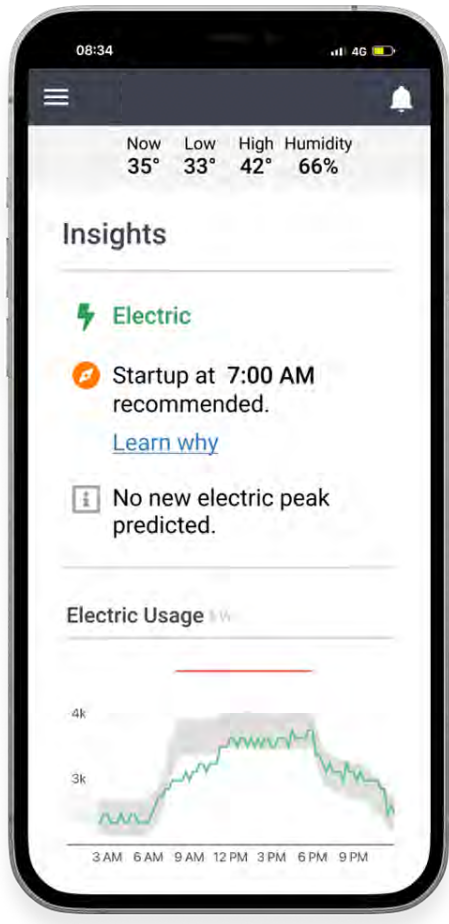 08:34
4G
Now Low High Humidity
35° 33° 42° 66%
Insights
Electric
Startup at 7:00 AM
recommended.
Learn why
No new electric peak
predicted.
Electric Usage kW
4k
3k
3 AM 6 AM 9 AM 12 PM 3 PM 6 PM 9 PM